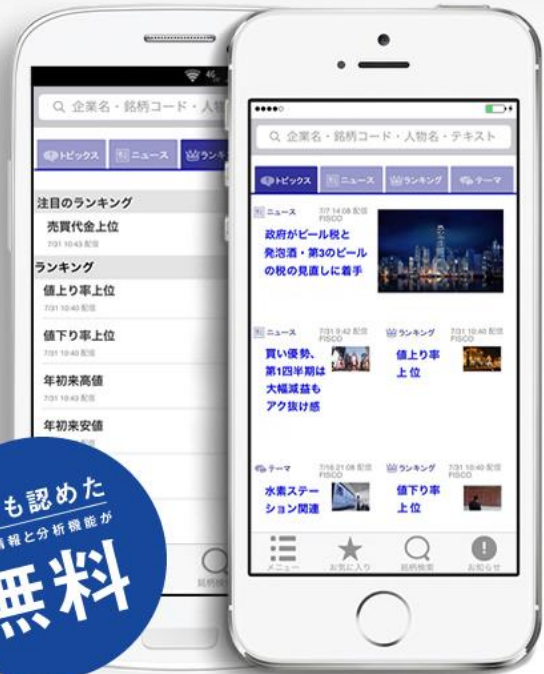 4G
企業名・銘柄コード・人
トピックス
ニュース
ランキ
注目のランキング
売買代金上位
7/31 10:43 配信
ランキング
値上り率上位
7/31 10:40 配信
値下り率上位
7/31 10:40 配信
年初来高値
7/31 10:43 配信
年初来安値
も認めた
情報と分析機能が
無料
銘柄検
企業名・銘柄コード・人物名・テキスト
トピックス
ニュース
ランキング
テーマ
ニュース
7/7 14:08 配信
FISCO
政府がビール税と
発泡酒・第3のビール
の税の見直しに着手
ニュース
7/31 9:42 配信
FISCO
買い優勢、
第1四半期は
大幅減益も
アク抜け感
ランキング
7/31 10:40 配信
FISCO
値上り率
上位
テーマ
7/16 21:08 配信
FISCO
水素ステー
ション関連
ランキング
7/31 10:40 配信
FISCO
値下り率
上位
メニュー
お気に入り
銘柄検索
お知らせ